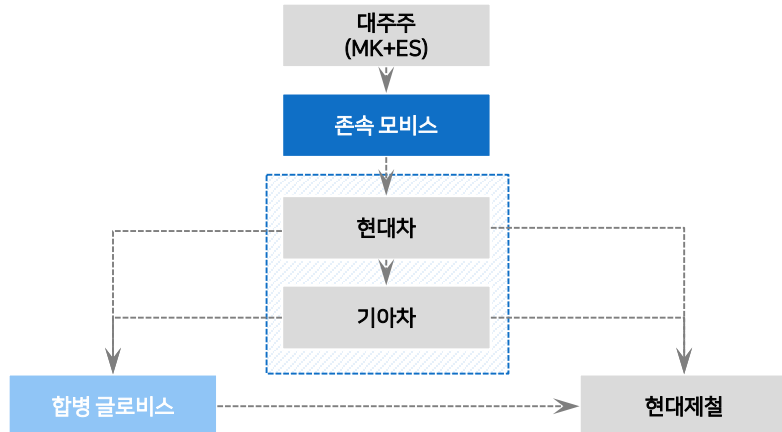 대주주
(MK+ES)
존속 모비스
현대차
기아차
합병 글로비스
현대제철